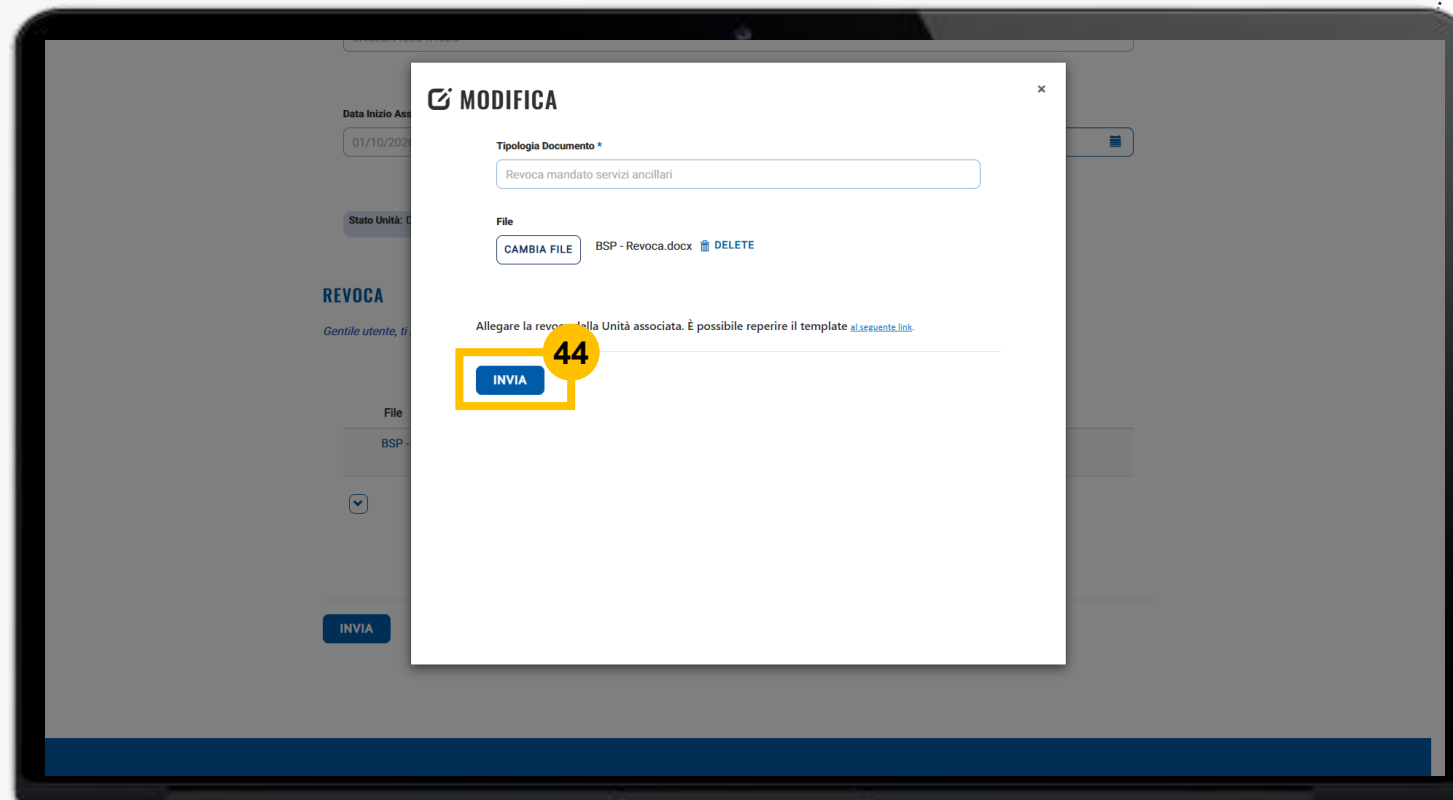 MODIFICA
×
Data Inizio Ass
01/10/202
Tipologia Documento *
Revoca mandato servizi ancillari
Stato Unità:
File
CAMBIA FILE
BSP - Revoca.docx
DELETE
REVOCA
Gentile utente, ti
Allegare la revoca della Unità associata. È possibile reperire il template al seguente link.
44
INVIA
File
BSP -
INVIA